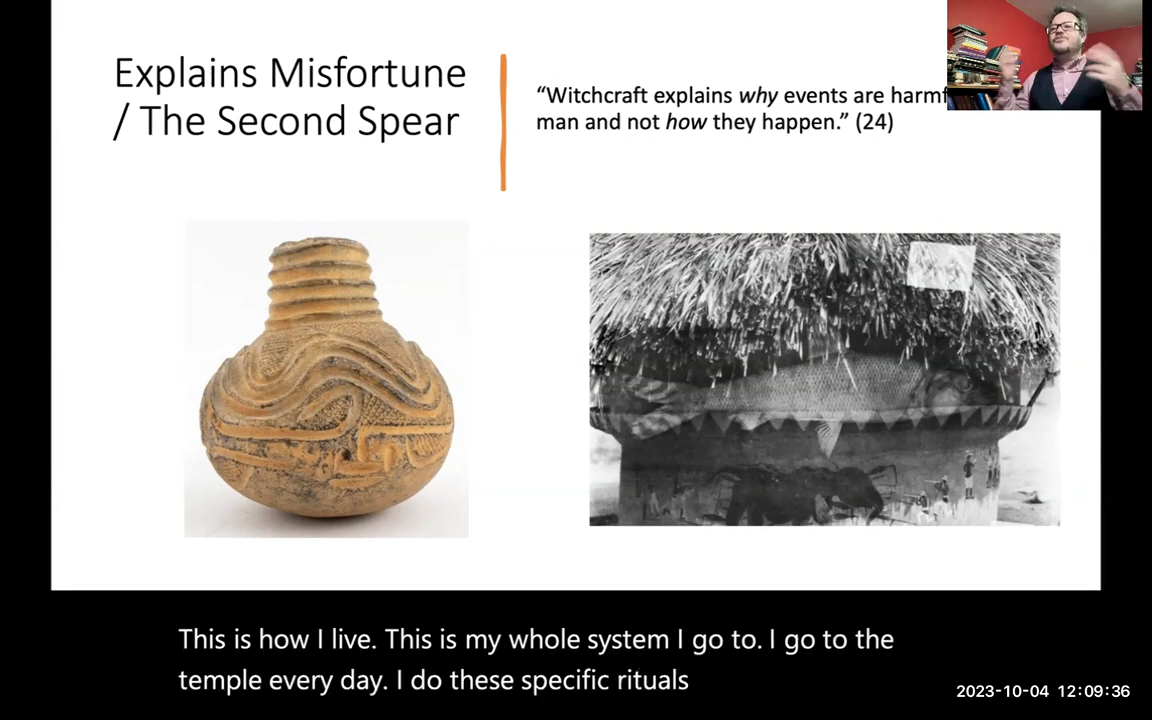 Explains Misfortune
/ The Second Spear
“Witchcraft explains why events are
man and not how they happen.” (24)
This is how I live. This is my whole system I go to. I go to the
temple every day. I do these specific rituals
2023-10-04 12:09:36